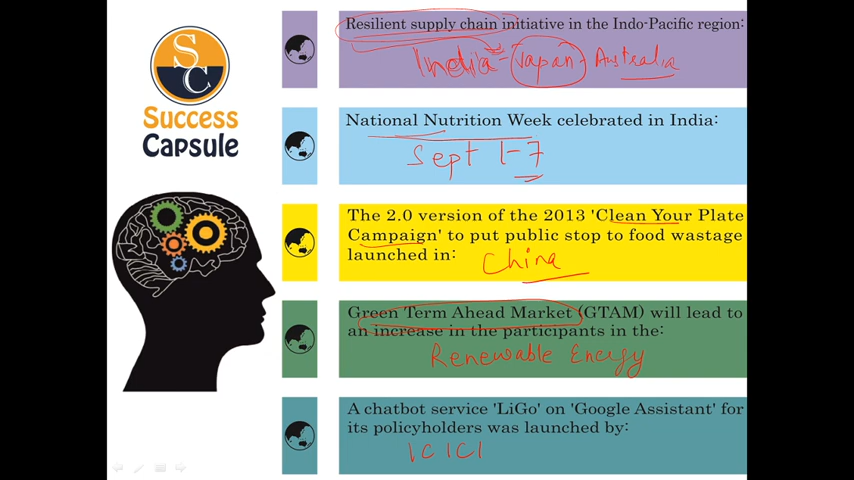 Resilient supply chain initiative in the Indo-Pacific region:
India - Japan - Australia
S
C
Success
Capsule
National Nutrition Week celebrated in India:
Sept 1-7
The 2.0 version of the 2013 'Clean Your Plate
Campaign' to put public stop to food wastage
launched in:
China
Green Term Ahead Market (GTAM) will lead to
an increase in the participants in the:
Renewable Energy
A chatbot service 'LiGo' on 'Google Assistant' for
its policyholders was launched by:
ICICI